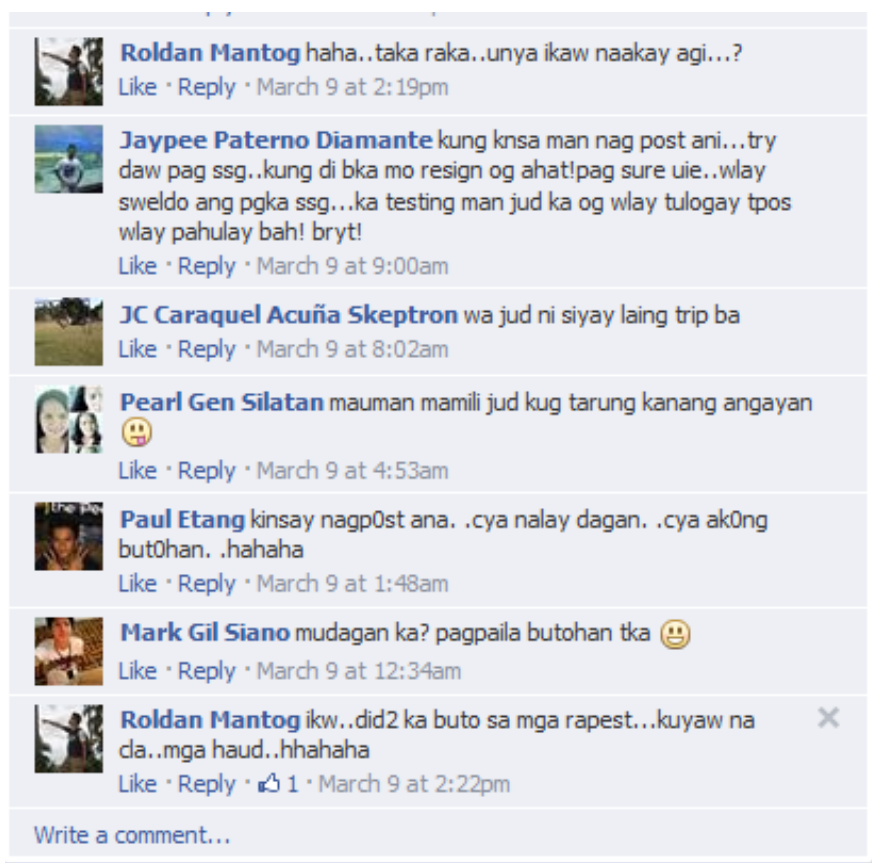 Roldan Mantog haha..taka raka..unya ikaw naakay agi...?
Like · Reply · March 9 at 2:19pm
Jaypee Paterno Diamante kung knsa man nag post ani...try
daw pag ssg..kung di bka mo resign og ahat!pag sure uie..wlay
sweldo ang pgka ssg...ka testing man jud ka og wlay tulogay tpos
wlay pahulay bah! bryt!
Like · Reply · March 9 at 9:00am
JC Caraquel Acuña Skeptron wa jud ni siyay laing trip ba
Like · Reply · March 9 at 8:02am
Pearl Gen Silatan mauman mamili jud kug tarung kanang angayan
Like · Reply · March 9 at 4:53am
Paul Etang kinsay nagp0st ana. .cya nalay dagan. .cya ak0ng
but0han. .hahaha
Like · Reply · March 9 at 1:48am
Mark Gil Siano mudagan ka? pagpaila butohan tka
Like · Reply · March 9 at 12:34am
Roldan Mantog ikw..did2 ka buto sa mga rapest...kuyaw na
cla..mga haud..hhahaha
Like · Reply · 1 · March 9 at 2:22pm
Write a comment...